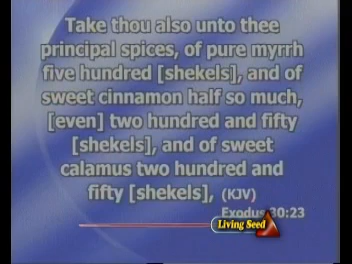 Take thou also unto thee
principal spices, of pure myrrh
five hundred [shekels], and of
sweet cinnamon half so much,
[even] two hundred and fifty
[shekels], and of sweet
calamus two hundred and
fifty [shekels], (KJV)
Exodus 30:23
Living Seed